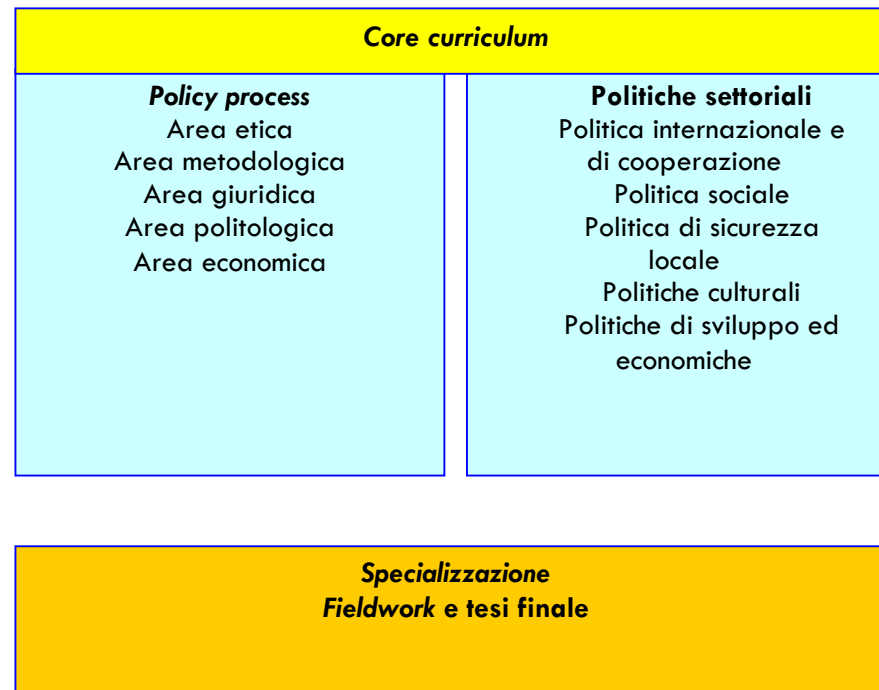 Core curriculum
Policy process
Area etica
Area metodologica
Area giuridica
Area politologica
Area economica
Politiche settoriali
Politica internazionale e
di cooperazione
Politica sociale
Politica di sicurezza
locale
Politiche culturali
Politiche di sviluppo ed
economiche
Specializzazione
Fieldwork e tesi finale